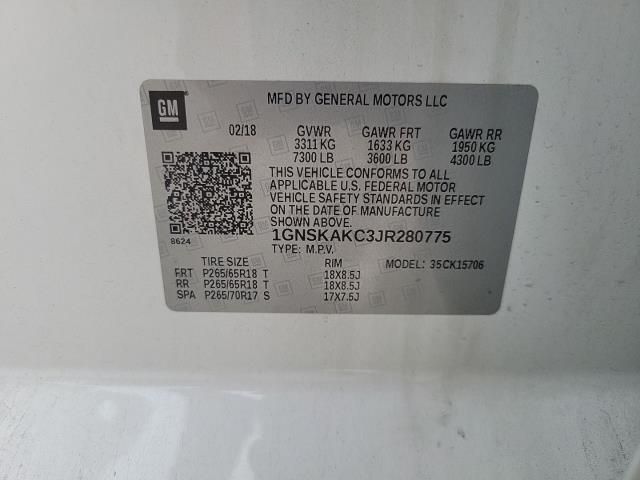 GM
MFD BY GENERAL MOTORS LLC
02/18 GVWR GAWR FRT GAWR RR
3311 KG 1633 KG 1950 KG
7300 LB 3600 LB 4300 LB
THIS VEHICLE CONFORMS TO ALL
APPLICABLE U.S. FEDERAL MOTOR
VEHICLE SAFETY STANDARDS IN EFFECT
ON THE DATE OF MANUFACTURE
SHOWN ABOVE.
1GNSKAKC3JR280775
8624
TYPE: M.P.V.
TIRE SIZE RIM MODEL: 35CK15706
FRT P265/65R18 T 18X8.5J
RR P265/65R18 T 18X8.5J
SPA P265/70R17 S 17X7.5J